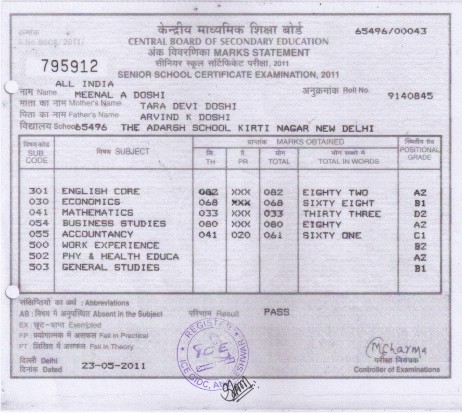 केन्द्रीय माध्यमिक शिक्षा बोर्ड
65496/00043
CENTRAL BOARD OF SECONDARY EDUCATION
अंक विवरणिका MARKS STATEMENT
सीनियर स्कूल सर्टिफिकेट परीक्षा, 2011
795912
SENIOR SCHOOL CERTIFICATE EXAMINATION, 2011
ALL INDIA
नाम Name MEENAL A DOSHI अनुक्रमांक Roll No. 9140845
माता का नाम Mother's Name TARA DEVI DOSHI
पिता का नाम Father's Name ARVIND K DOSHI
विद्यालय School 65496 THE ADARSH SCHOOL KIRTI NAGAR NEW DELHI
विषय कोड SUB CODE विषय SUBJECT प्राप्तांक MARKS OBTAINED POSITIONAL GRADE
TH PR योग TOTAL TOTAL IN WORDS
301 ENGLISH CORE 082 XXX 082 EIGHTY TWO A2
030 ECONOMICS 068 XXX 068 SIXTY EIGHT B1
041 MATHEMATICS 033 XXX 033 THIRTY THREE D2
054 BUSINESS STUDIES 080 XXX 080 EIGHTY A2
055 ACCOUNTANCY 041 020 061 SIXTY ONE C1
500 WORK EXPERIENCE B2
502 PHY & HEALTH EDUCA A2
503 GENERAL STUDIES B1
संक्षिप्तियों का अर्थ : Abbreviations
AB : विषय में अनुपस्थित Absent in the Subject परिणाम Result PASS
EX : छूट-प्राप्त Exempted
FP : प्रयोगात्मक में असफल Fail in Practical
FT : लिखित में असफल Fail in Theory
दिल्ली Delhi
दिनांक Dated 23-05-2011
REGISTER
परीक्षा नियंत्रक
Controller of Examinations